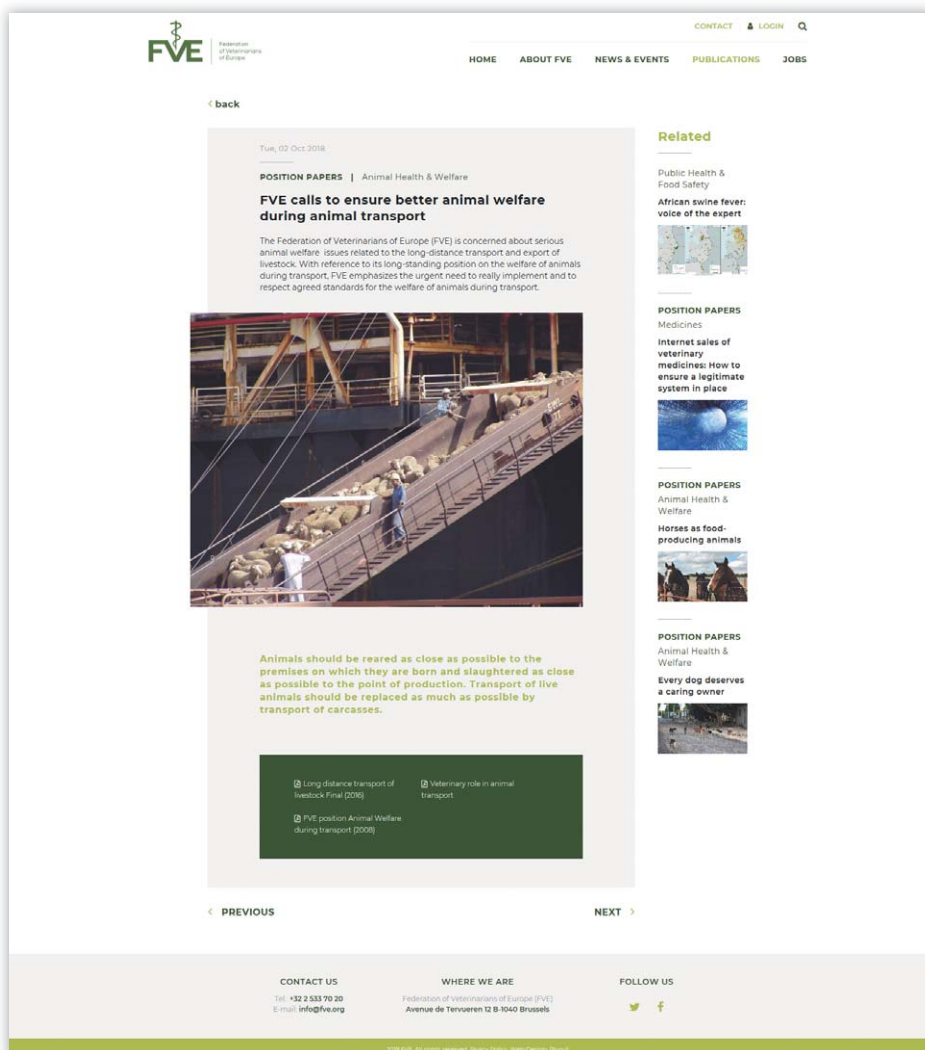 CONTACT LOGIN
FVE
Federation
of Veterinarians
of Europe
HOME ABOUT FVE NEWS & EVENTS PUBLICATIONS JOBS
back
Tue, 02 Oct 2018
POSITION PAPERS | Animal Health & Welfare
FVE calls to ensure better animal welfare
during animal transport
The Federation of Veterinarians of Europe (FVE) is concerned about serious
animal welfare issues related to the long-distance transport and export of
livestock. With reference to its long-standing position on the welfare of animals
during transport, FVE emphasizes the urgent need to really implement and to
respect agreed standards for the welfare of animals during transport.
Animals should be reared as close as possible to the
premises on which they are born and slaughtered as close
as possible to the point of production. Transport of live
animals should be replaced as much as possible by
transport of carcasses.
Long distance transport of
livestock Final (2016)
Veterinary role in animal
transport
FVE position Animal Welfare
during transport (2008)
Related
Public Health &
Food Safety
African swine fever:
voice of the expert
POSITION PAPERS
Medicines
Internet sales of
veterinary
medicines: How to
ensure a legitimate
system in place
POSITION PAPERS
Animal Health &
Welfare
Horses as food-
producing animals
POSITION PAPERS
Animal Health &
Welfare
Every dog deserves
a caring owner
PREVIOUS NEXT
CONTACT US
Tel: +32 2 533 70 20
E-mail: info@fve.org
WHERE WE ARE
Federation of Veterinarians of Europe (FVE)
Avenue de Tervueren 12 B-1040 Brussels
FOLLOW US